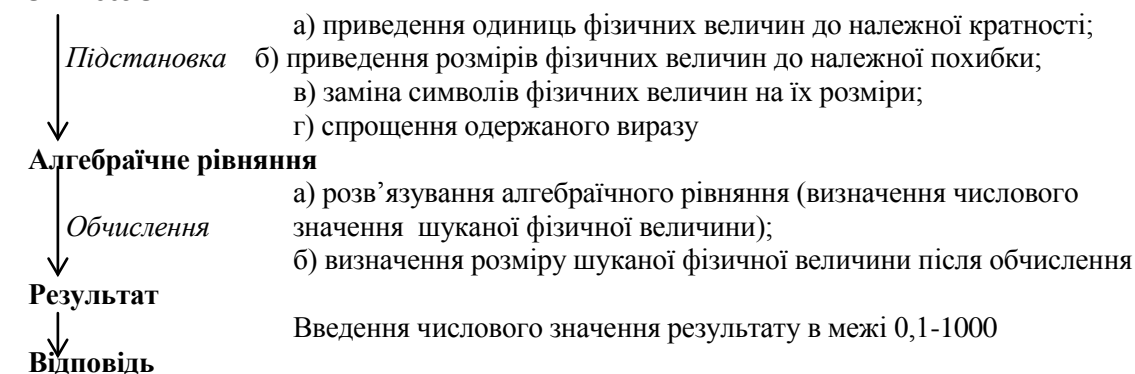 а) приведення одиниць фізичних величин до належної кратності;
Підстановка б) приведення розмірів фізичних величин до належної похибки;
в) заміна символів фізичних величин на їх розміри;
г) спрощення одержаного виразу
Алгебраїчне рівняння
а) розв’язування алгебраїчного рівняння (визначення числового
Обчислення значення шуканої фізичної величини);
б) визначення розміру шуканої фізичної величини після обчислення
Результат
Введення числового значення результату в межі 0,1-1000
Відповідь